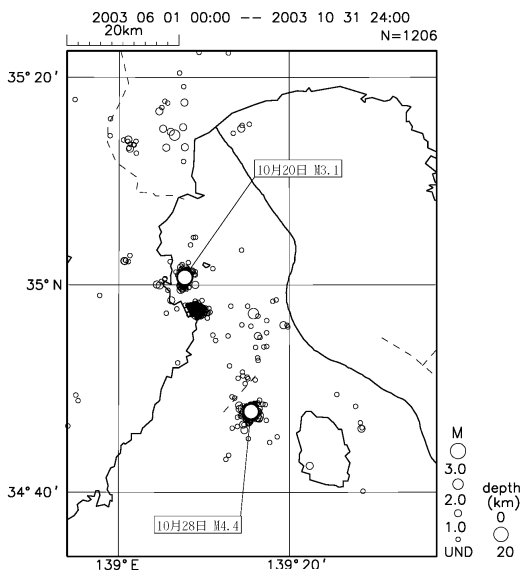 2003 06 01 00:00 -- 2003 10 31 24:00
20km
N=1206
35°20′
10月20日 M3.1
35°N
34°40′
10月28日 M4.4
139°E
139°20′
M
3.0
2.0
1.0
UND
depth
(km)
0
20